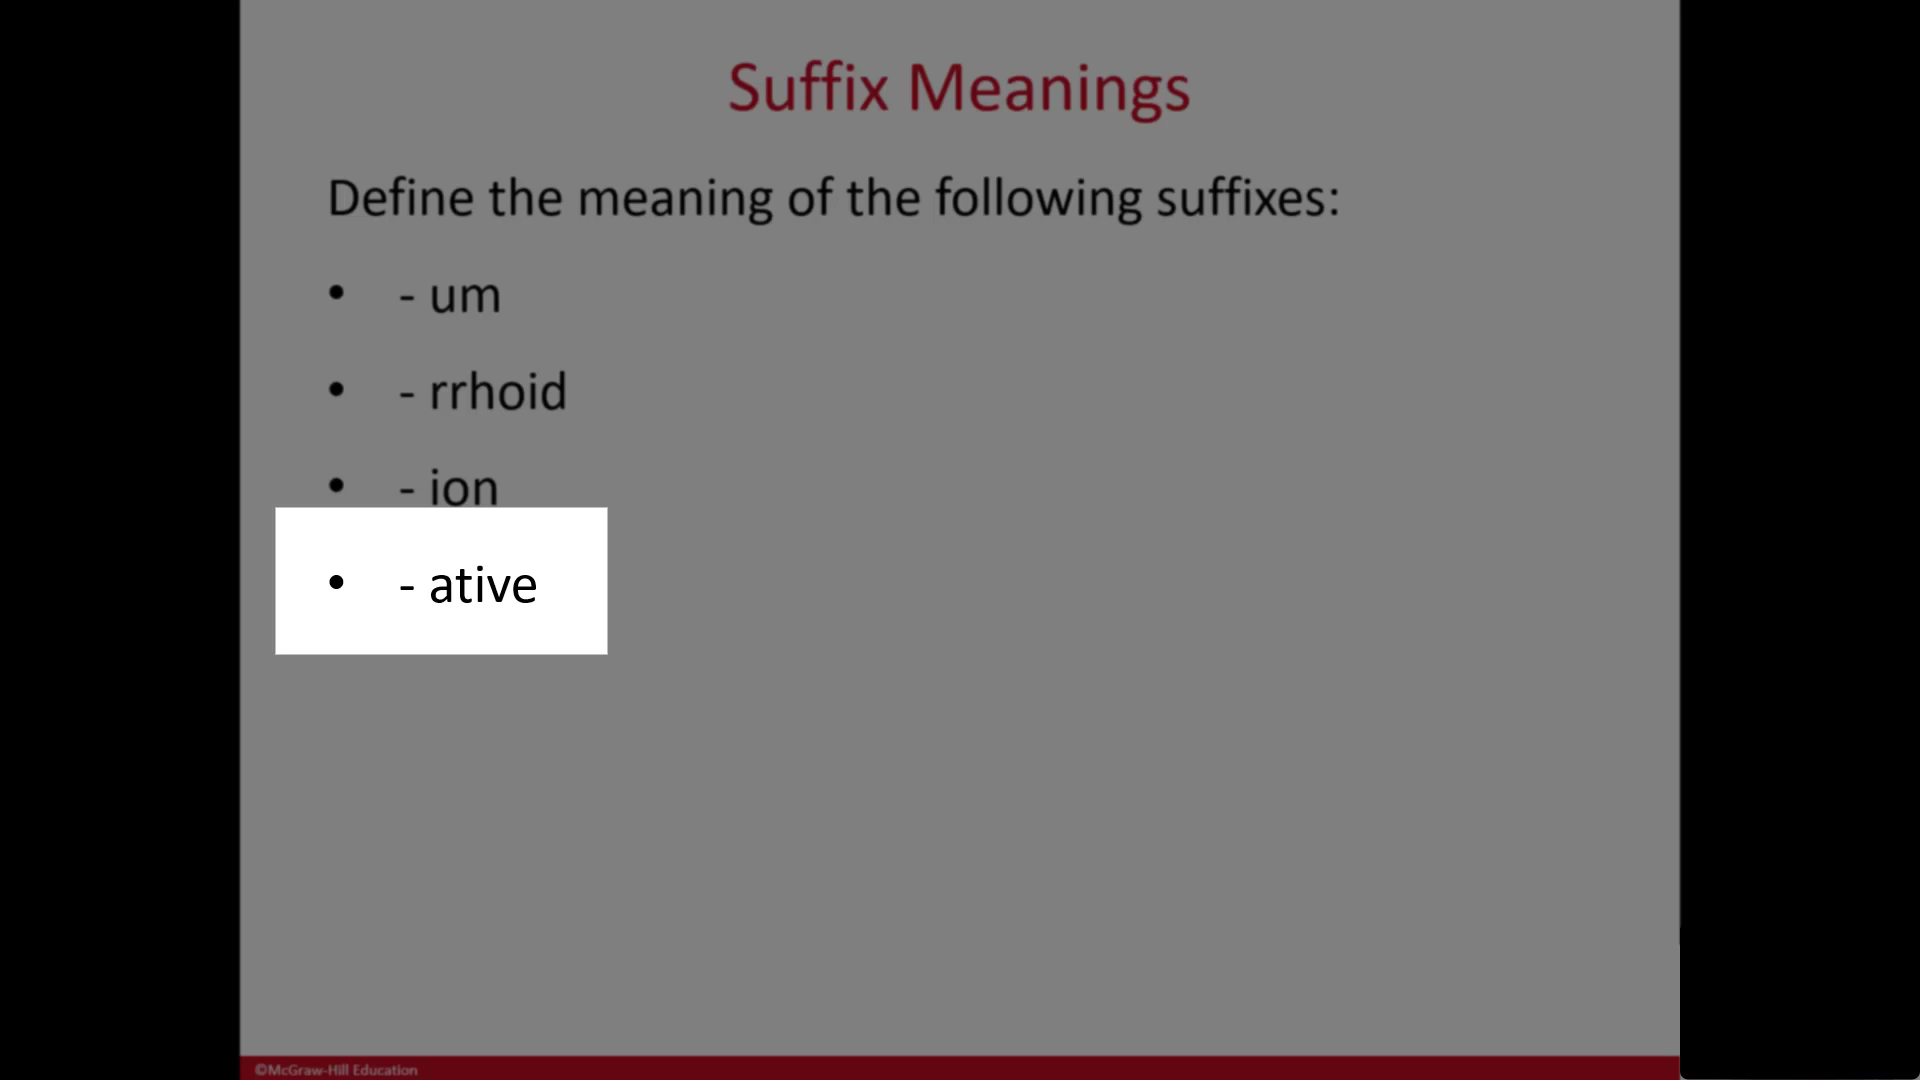 Suffix Meanings
Define the meaning of the following suffixes:
• - um
• - rrhoid
• - ion
• - ative
©McGraw-Hill Education